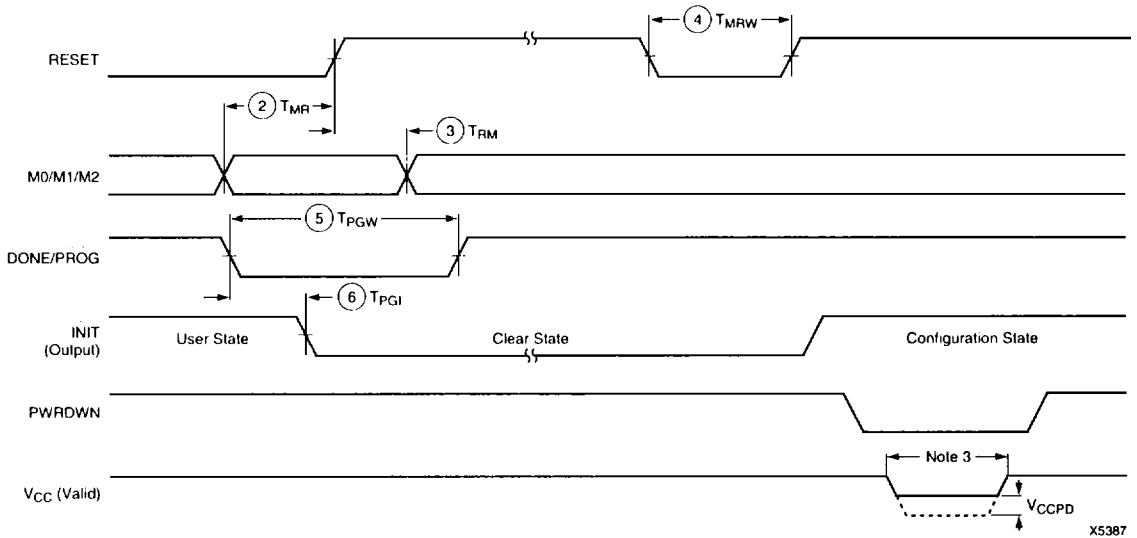 4 TMRW
RESET
2 TMR
3 TRM
M0/M1/M2
5 TPGW
DONE/PROG
6 TPGI
INIT
(Output)
User State
Clear State
Configuration State
PWRDWN
Note 3
VCC (Valid)
VCCPD
X5387